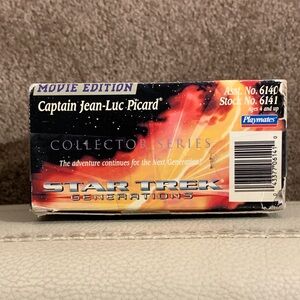 MOVIE EDITION
Captain Jean-Luc Picard®
Asst. No. 6140
Stock No. 6141
Ages 4 and up
Playmates®
COLLECTOR SERIES
The adventure continues for the Next Generation!
STAR TREK
GENERATIONS